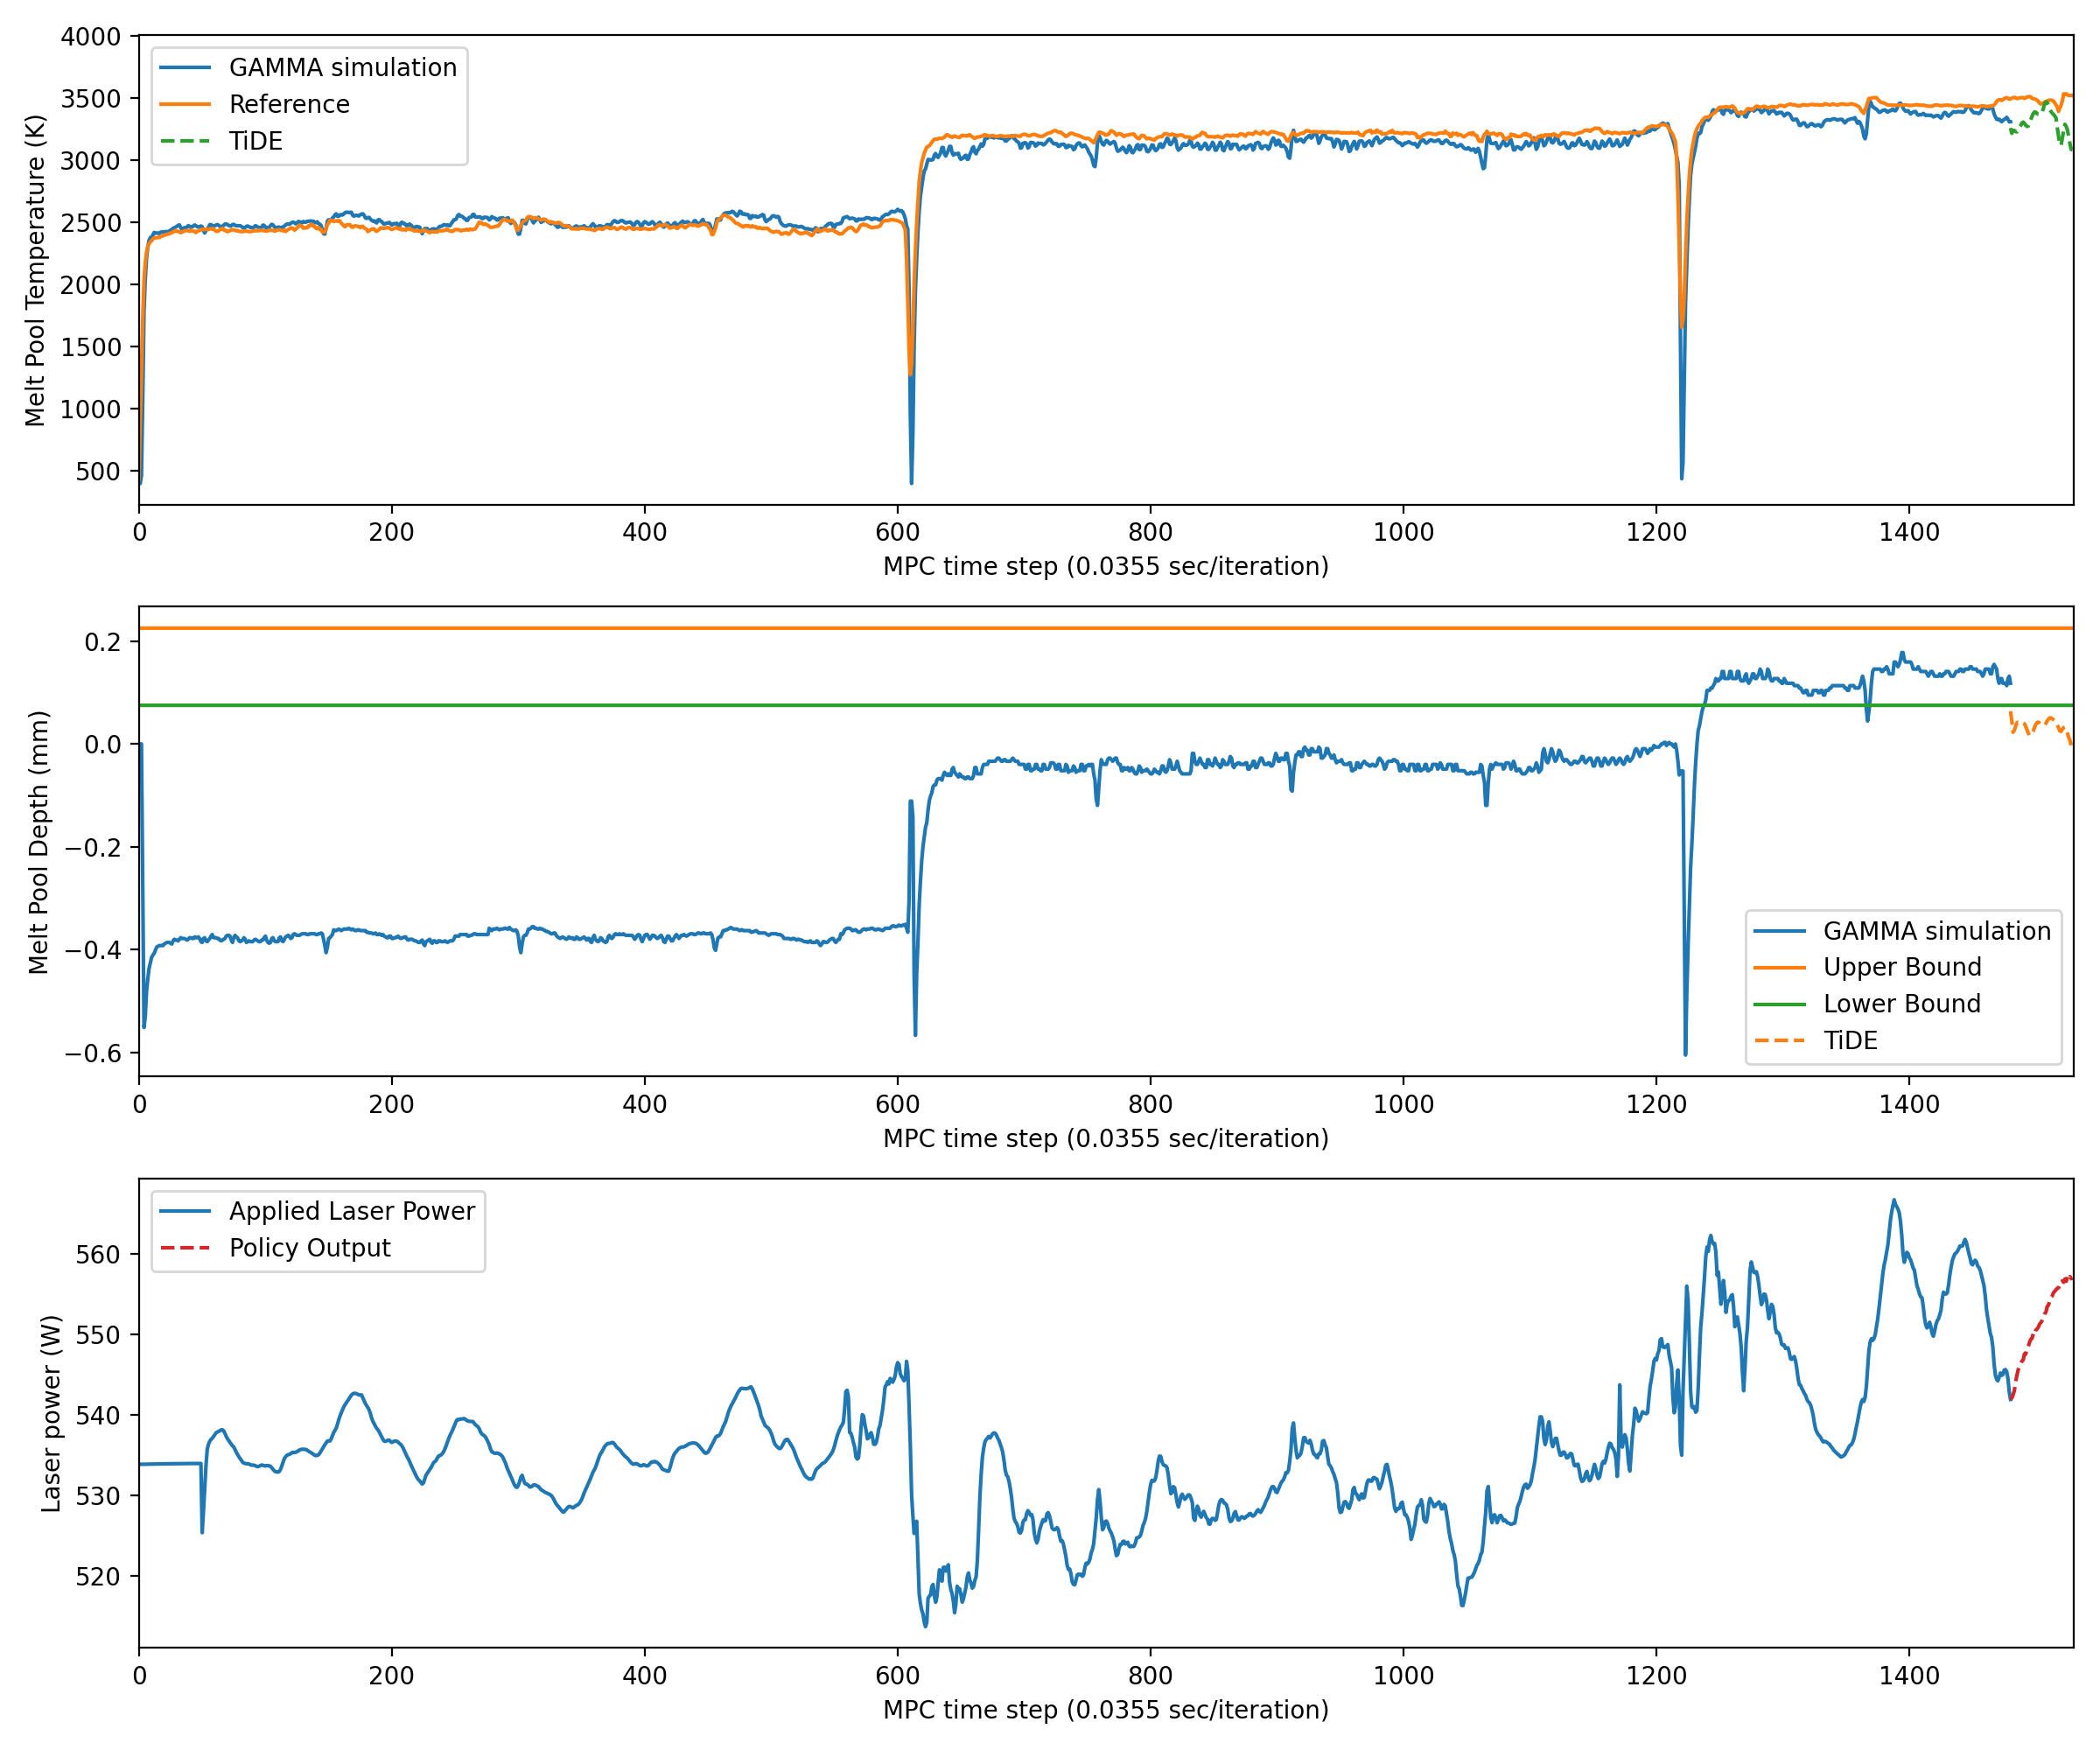 4000
3500
3000
2500
2000
1500
1000
500
Melt Pool Temperature (K)
GAMMA simulation
Reference
TiDE
0 200 400 600 800 1000 1200 1400
MPC time step (0.0355 sec/iteration)
0.2
0.0
−0.2
−0.4
−0.6
Melt Pool Depth (mm)
GAMMA simulation
Upper Bound
Lower Bound
TiDE
0 200 400 600 800 1000 1200 1400
MPC time step (0.0355 sec/iteration)
560
550
540
530
520
Laser power (W)
Applied Laser Power
Policy Output
0 200 400 600 800 1000 1200 1400
MPC time step (0.0355 sec/iteration)